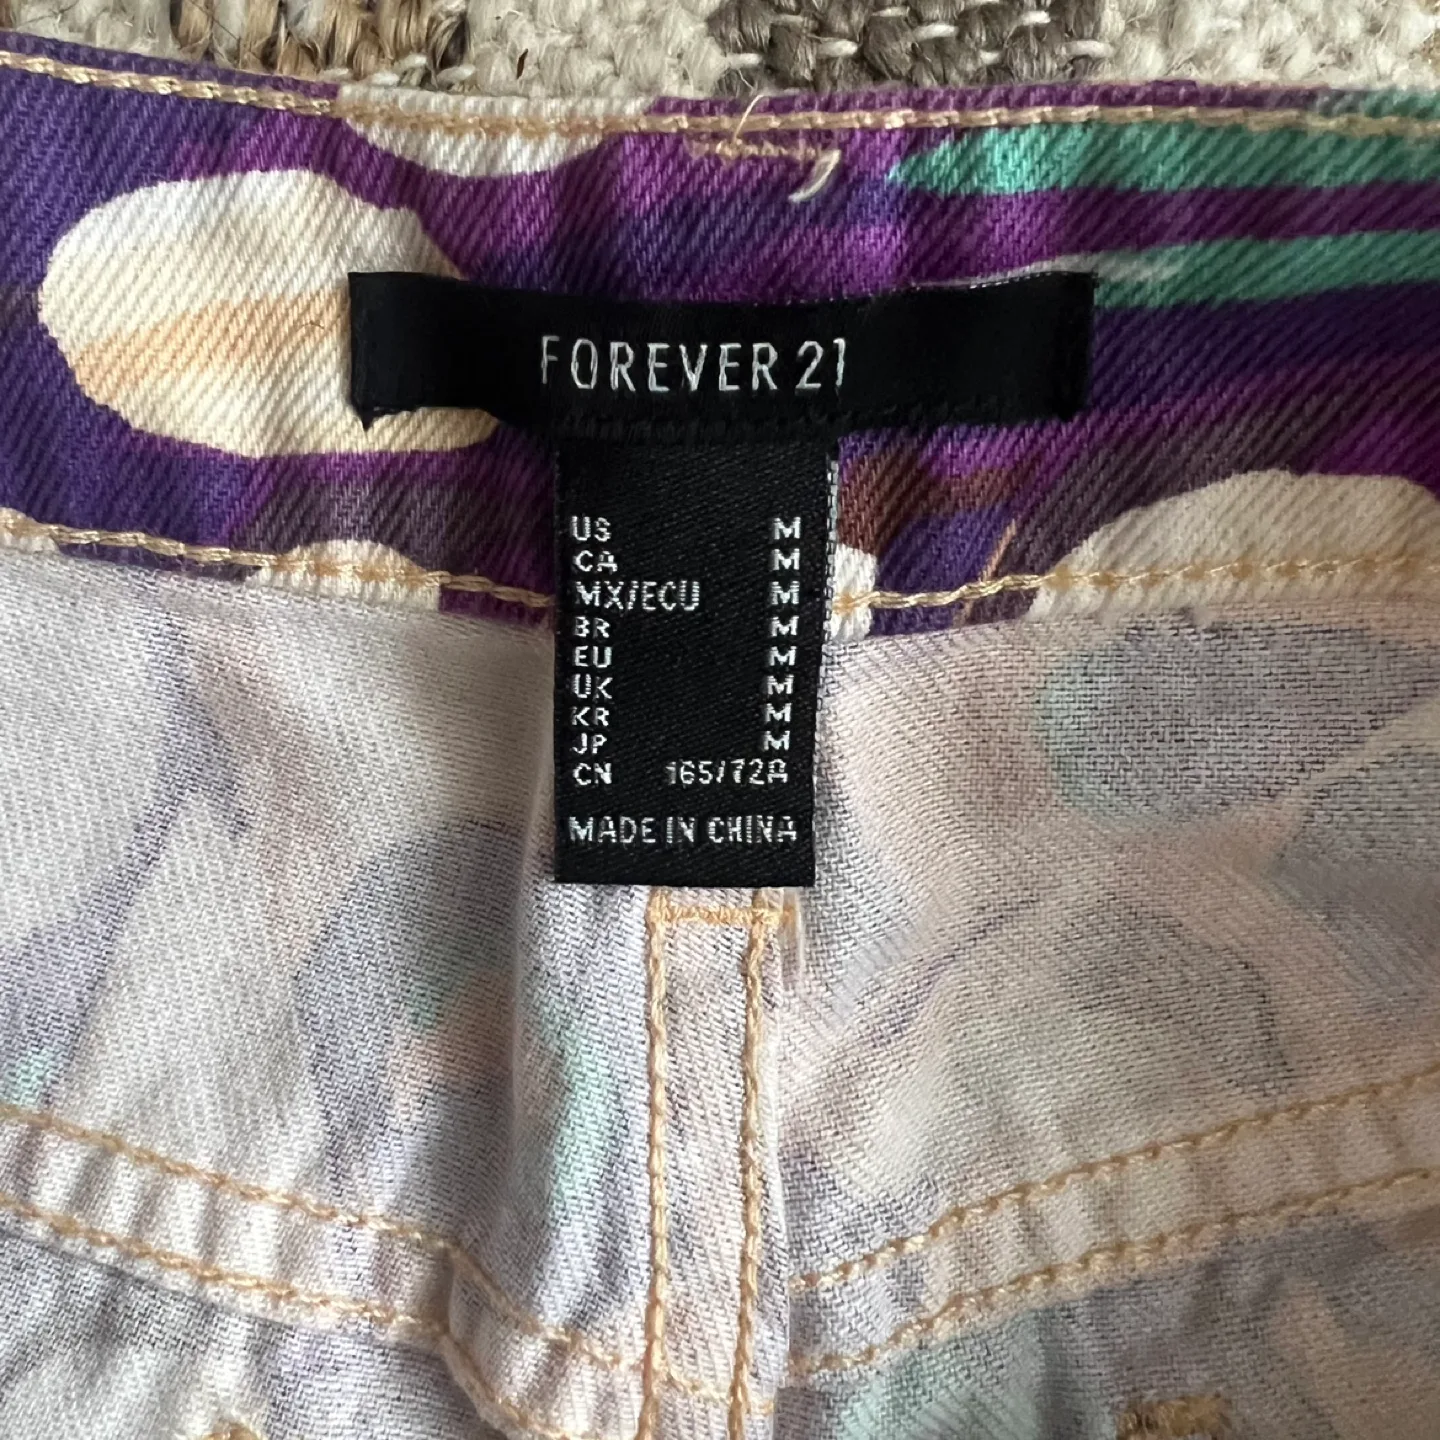 FOREVER 21
US M
CA M
MX/ECU M
BR M
EU M
UK M
KR M
JP M
CN 165/72A
MADE IN CHINA